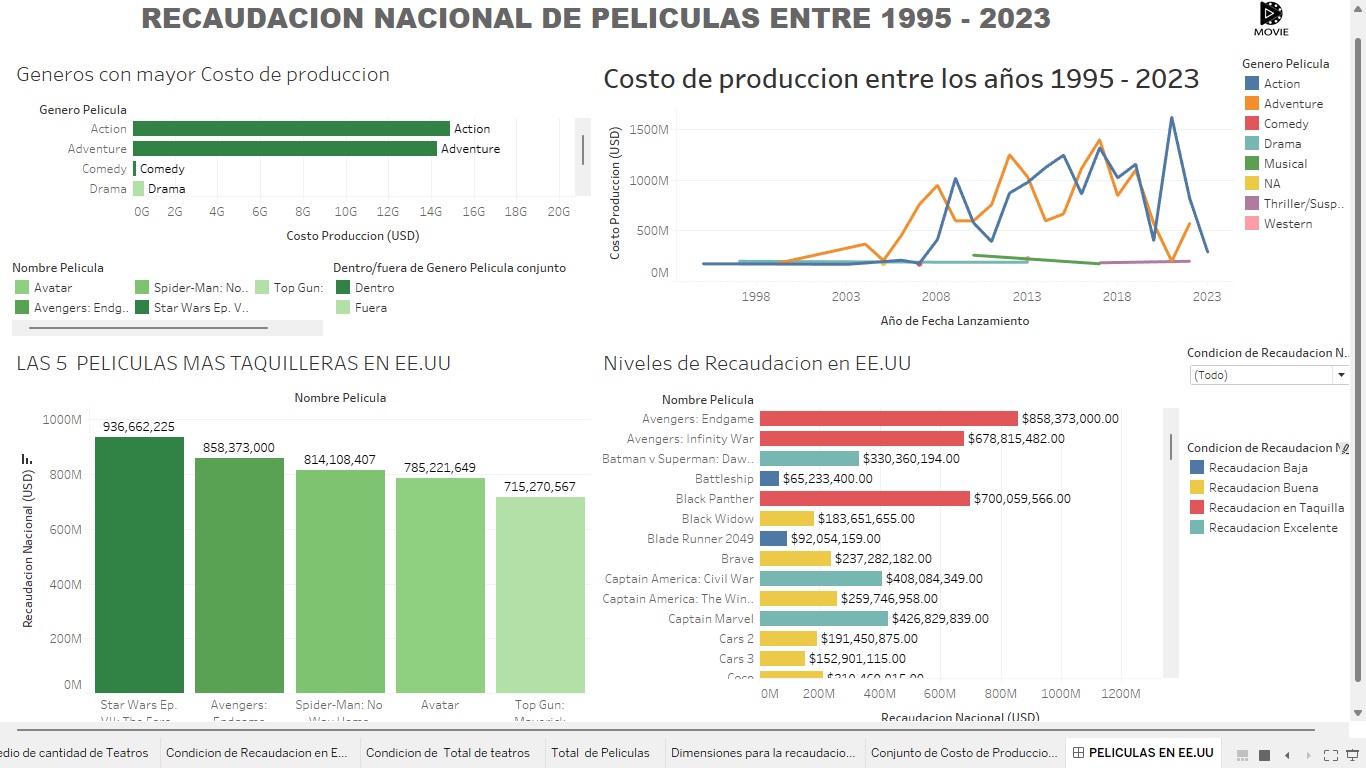 RECAUDACION NACIONAL DE PELICULAS ENTRE 1995 - 2023
MOVIE
Generos con mayor Costo de produccion
Genero Pelicula
Action
Action
Adventure
Adventure
Comedy
Comedy
Drama
Drama
0G 2G 4G 6G 8G 10G 12G 14G 16G 18G 20G
Costo Produccion (USD)
Nombre Pelicula
Avatar
Spider-Man: No..
Top Gun:
Avengers: Endg..
Star Wars Ep. V..
Dentro/fuera de Genero Pelicula conjunto
Dentro
Fuera
Costo de produccion entre los años 1995 - 2023
Costo Produccion (USD)
1500M
1000M
500M
0M
1998 2003 2008 2013 2018 2023
Año de Fecha Lanzamiento
Genero Pelicula
Action
Adventure
Comedy
Drama
Musical
NA
Thriller/Susp..
Western
LAS 5 PELICULAS MAS TAQUILLERAS EN EE.UU
Nombre Pelicula
Recaudacion Nacional (USD)
1000M
800M
600M
400M
200M
0M
936,662,225
858,373,000
814,108,407
785,221,649
715,270,567
Star Wars Ep.
VII: The Forc
Avengers:
Endgame
Spider-Man: No
Way Home
Avatar
Top Gun:
Maverick
Niveles de Recaudacion en EE.UU
Nombre Pelicula
Avengers: Endgame $858,373,000.00
Avengers: Infinity War $678,815,482.00
Batman v Superman: Daw.. $330,360,194.00
Battleship $65,233,400.00
Black Panther $700,059,566.00
Black Widow $183,651,655.00
Blade Runner 2049 $92,054,159.00
Brave $237,282,182.00
Captain America: Civil War $408,084,349.00
Captain America: The Win.. $259,746,958.00
Captain Marvel $426,829,839.00
Cars 2 $191,450,875.00
Cars 3 $152,901,115.00
Coco $210,460,015.00
0M 200M 400M 600M 800M 1000M 1200M
Recaudacion Nacional (USD)
Condicion de Recaudacion N..
(Todo)
Condicion de Recaudacion N
Recaudacion Baja
Recaudacion Buena
Recaudacion en Taquilla
Recaudacion Excelente
edio de cantidad de Teatros
Condicion de Recaudacion en E...
Condicion de Total de teatros
Total de Peliculas
Dimensiones para la recaudacio...
Conjunto de Costo de Produccio...
PELICULAS EN EE.UU